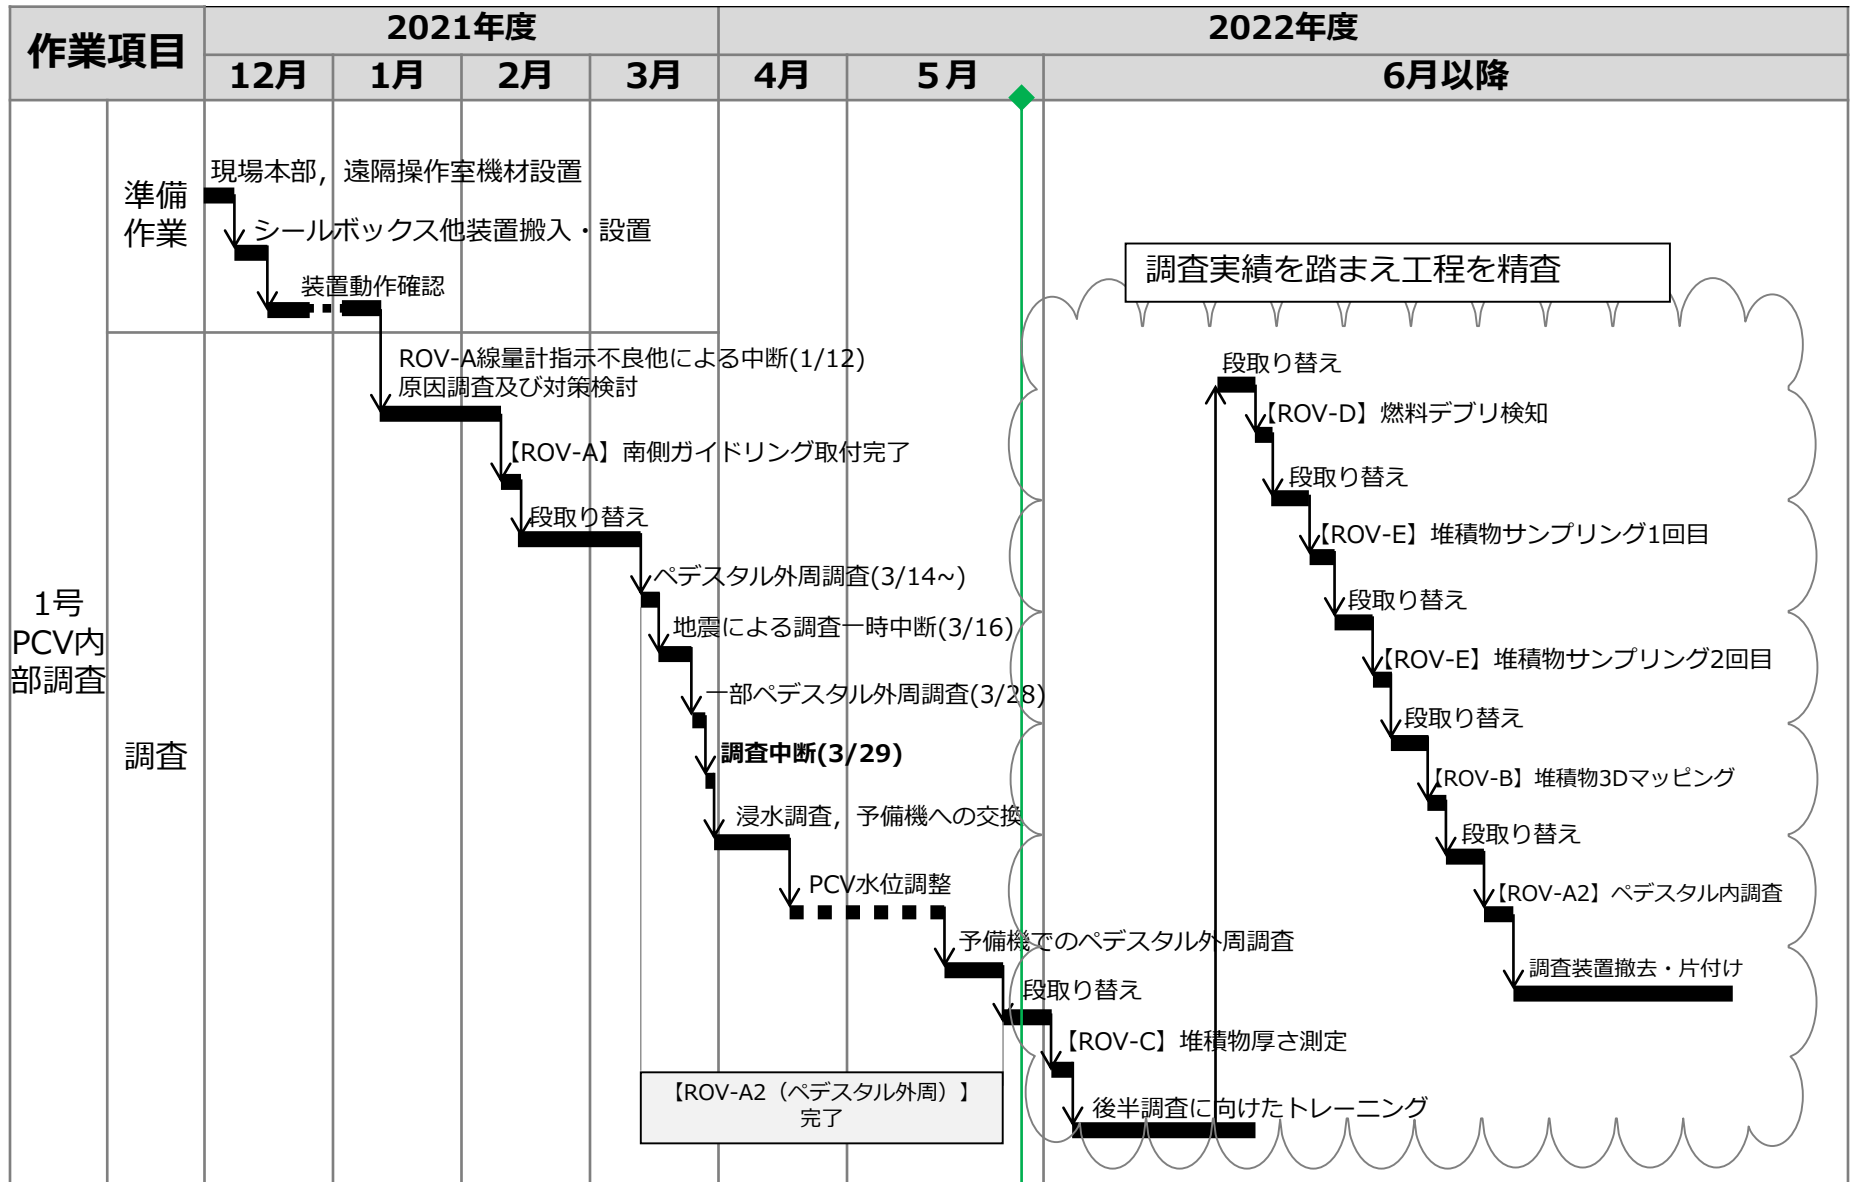 作業項目
2021年度
2022年度
12月
1月
2月
3月
4月
５月
6月以降
1号
PCV内
部調査
準備
作業
現場本部，遠隔操作室機材設置
シールボックス他装置搬入・設置
装置動作確認
調査
ROV-A線量計指示不良他による中断(1/12)
原因調査及び対策検討
【ROV-A】南側ガイドリング取付完了
段取り替え
ペデスタル外周調査(3/14~)
地震による調査一時中断(3/16)
一部ペデスタル外周調査(3/28)
調査中断(3/29)
浸水調査，予備機への交換
PCV水位調整
予備機でのペデスタル外周調査
段取り替え
【ROV-A2（ペデスタル外周）】
完了
【ROV-C】堆積物厚さ測定
後半調査に向けたトレーニング
調査実績を踏まえ工程を精査
段取り替え
【ROV-D】燃料デブリ検知
段取り替え
【ROV-E】堆積物サンプリング1回目
段取り替え
【ROV-E】堆積物サンプリング2回目
段取り替え
【ROV-B】堆積物3Dマッピング
段取り替え
【ROV-A2】ペデスタル内調査
調査装置撤去・片付け